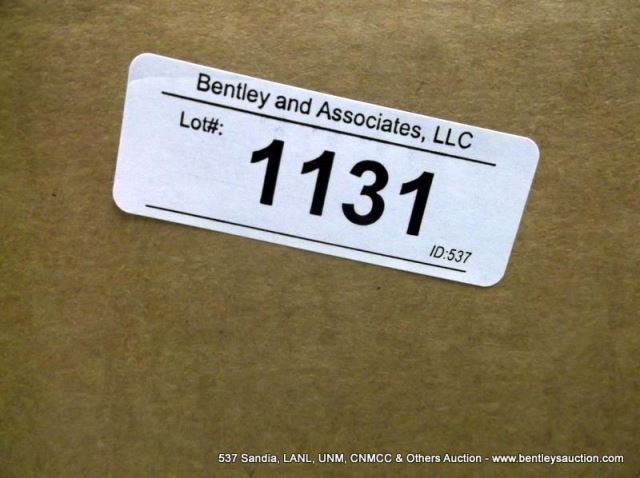 Bentley and Associates, LLC
Lot#:
1131
ID:537
537 Sandia, LANL, UNM, CNMCC & Others Auction - www.bentleysauction.com